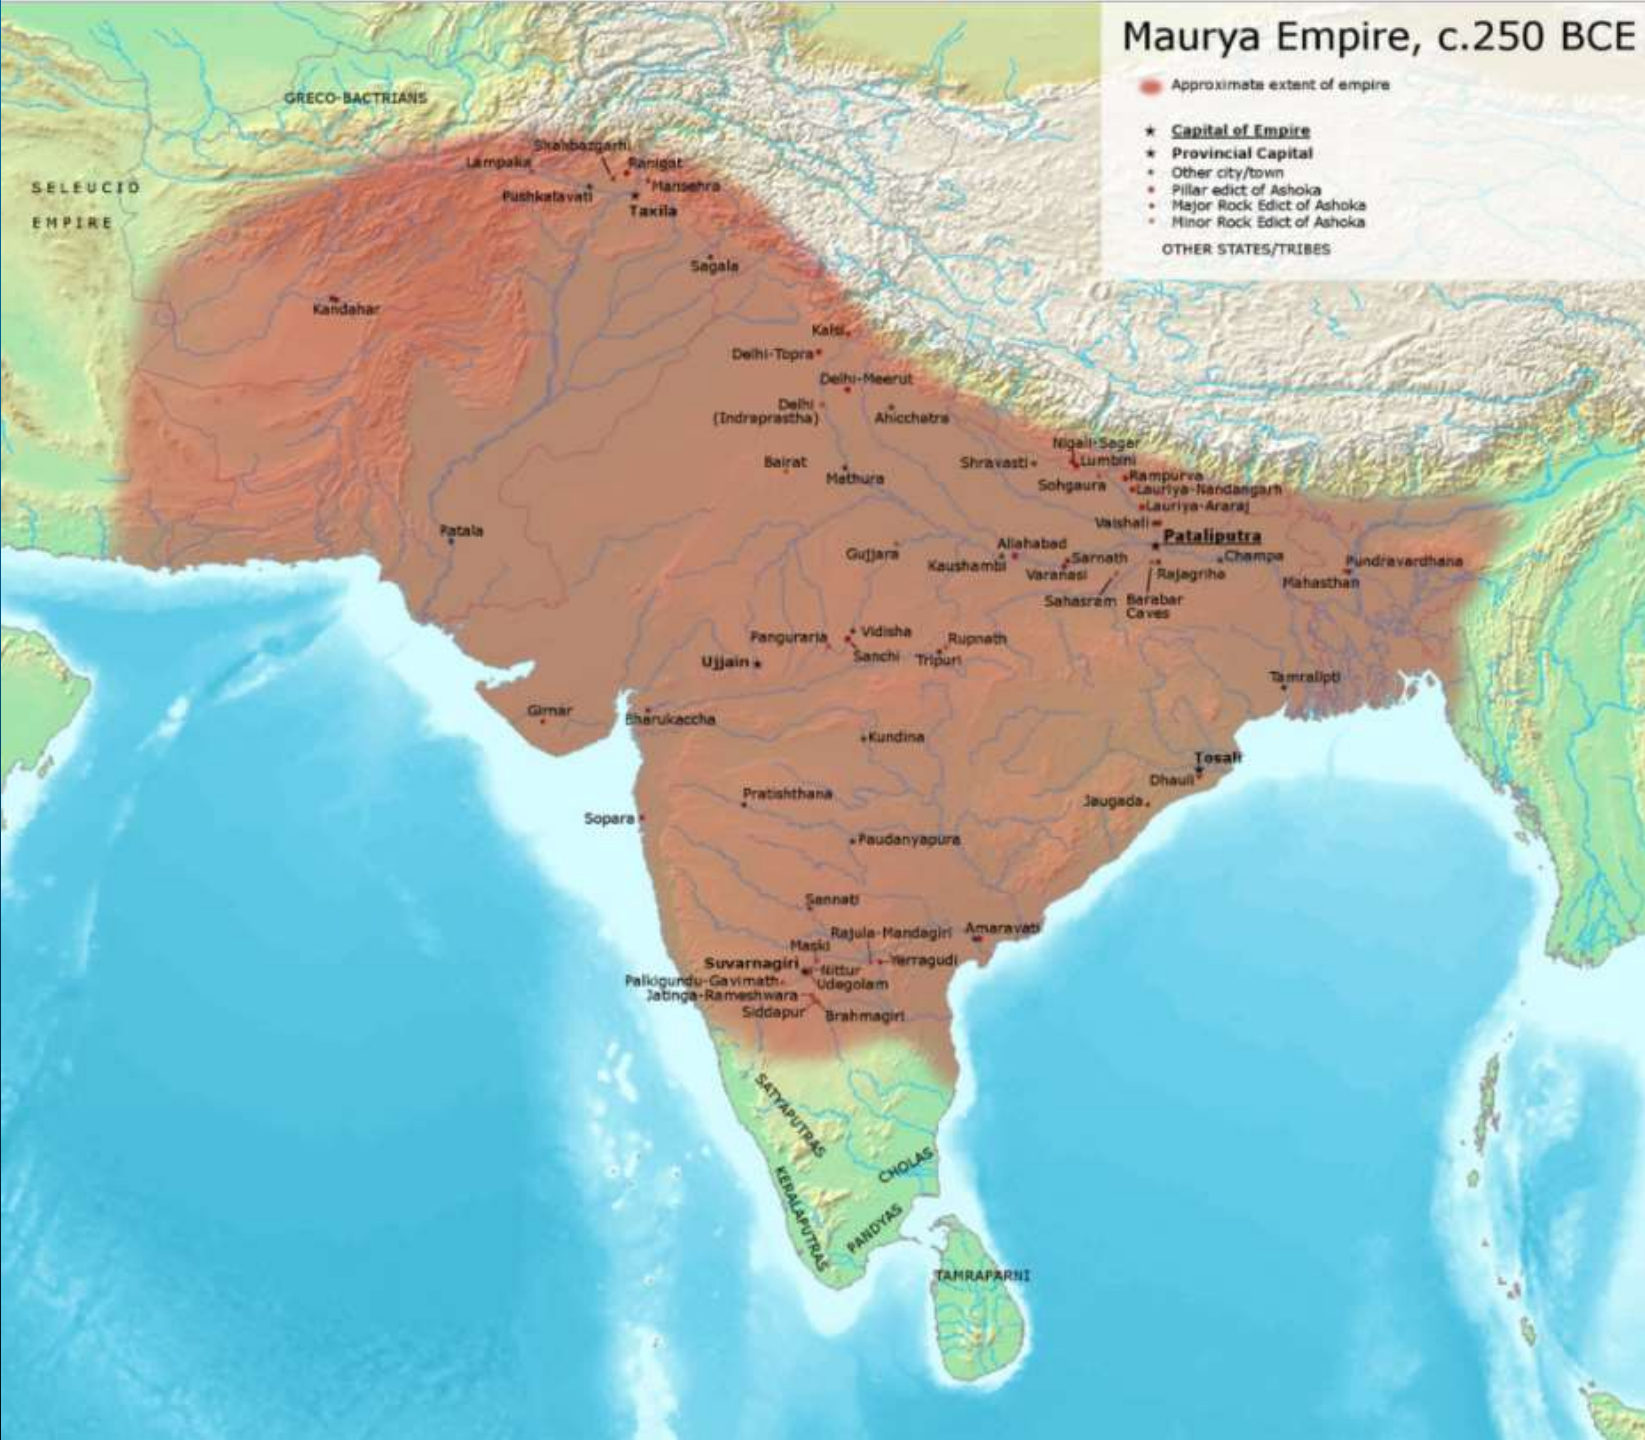 Maurya Empire, c.250 BCE
Approximate extent of empire
Capital of Empire
Provincial Capital
Other city/town
Pillar edict of Ashoka
Major Rock Edict of Ashoka
Minor Rock Edict of Ashoka
OTHER STATES/TRIBES
GRECO-BACTRIANS
SELEUCID
EMPIRE
Shahbazgarhi
Lampaka
Ranigat
Mansehra
Pushkalavati
Taxila
Sagala
Kandahar
Kalsi
Delhi-Topra
Delhi-Meerut
Delhi
(Indraprastha)
Ahicchatra
Bairat
Mathura
Nigali-Sagar
Shravasti
Lumbini
Sohgaura
Rampurva
Lauriya-Nandangarh
Lauriya-Araraj
Vaishali
Pataliputra
Patala
Gujjara
Allahabad
Kaushambi
Sarnath
Varanasi
Champa
Rajagriha
Pundravardhana
Mahasthan
Sahasram
Barabar
Caves
Panguraria
Vidisha
Sanchi
Rupnath
Tripuri
Ujjain
Tamralipti
Girnar
Bharukaccha
Kundina
Tosali
Dhauli
Jaugada
Pratishthana
Sopara
Paudanyapura
Sannati
Rajula-Mandagiri
Amaravati
Maski
Yerragudi
Suvarnagiri
Nittur
Udegolam
Palkigundu-Gavimath
Jatinga-Rameshwara
Siddapur
Brahmagiri
SATYAPUTRAS
CHOLAS
KERALAPUTRAS
PANDYAS
TAMRAPARNI